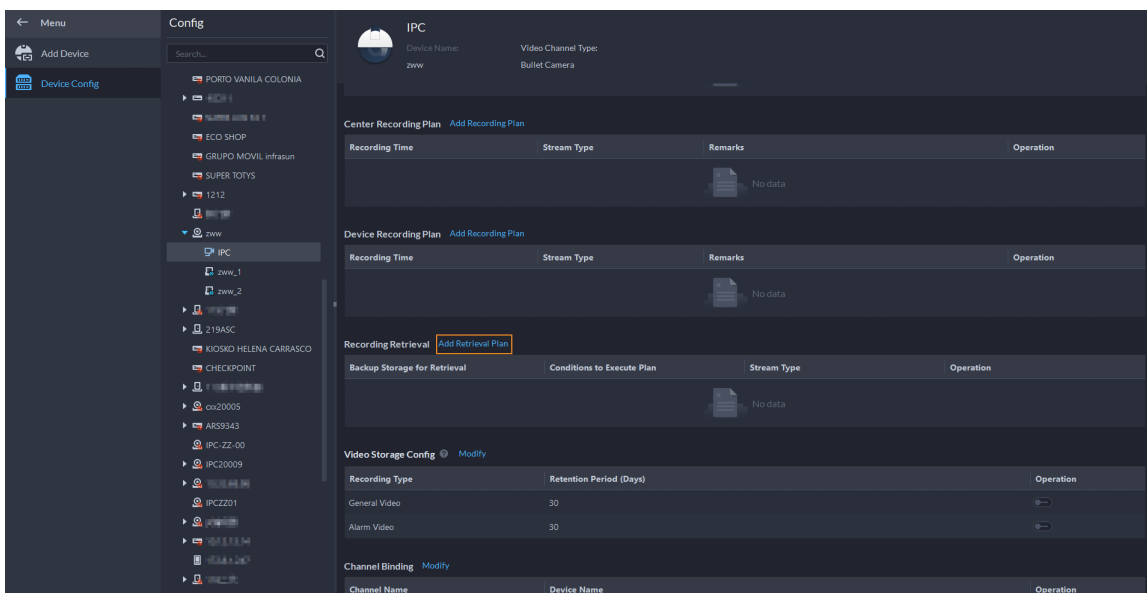 Menu
Add Device
Device Config
Config
Search...
PORTO VANILA COLONIA
ECO SHOP
GRUPO MOVIL infrasun
SUPER TOTYS
1212
zww
IPC
zww_1
zww_2
219ASC
KIOSKO HELENA CARRASCO
CHECKPOINT
ARS9343
IPC-ZZ-00
IPC20009
IPCZZ01
IPC
Device Name:
Video Channel Type:
zww
Bullet Camera
Center Recording Plan Add Recording Plan
Recording Time Stream Type Remarks Operation
No data
Device Recording Plan Add Recording Plan
Recording Time Stream Type Remarks Operation
No data
Recording Retrieval Add Retrieval Plan
Backup Storage for Retrieval Conditions to Execute Plan Stream Type Operation
No data
Video Storage Config Modify
Recording Type Retention Period (Days) Operation
General Video 30
Alarm Video 30
Channel Binding Modify
Channel Name Device Name Operation